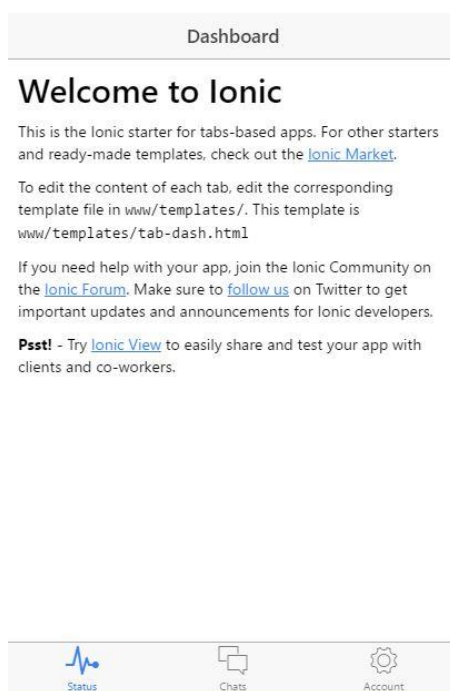 Dashboard
Welcome to Ionic
This is the Ionic starter for tabs-based apps. For other starters
and ready-made templates, check out the Ionic Market.
To edit the content of each tab, edit the corresponding
template file in www/templates/. This template is
www/templates/tab-dash.html
If you need help with your app, join the Ionic Community on
the Ionic Forum. Make sure to follow us on Twitter to get
important updates and announcements for Ionic developers.
Psst! - Try Ionic View to easily share and test your app with
clients and co-workers.
Status
Chats
Account